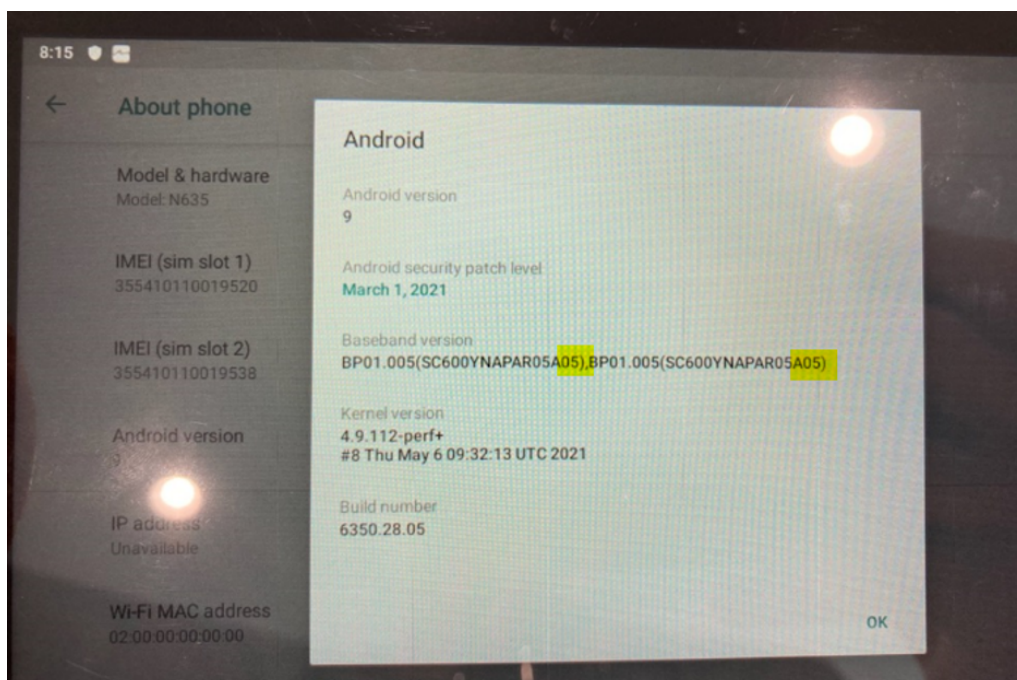 8:15
About phone
Model & hardware
Model: N635
IMEI (sim slot 1)
355410110019520
IMEI (sim slot 2)
355410110019538
Android version
9
IP address
Unavailable
Wi-Fi MAC address
02:00:00:00:00:00
Android
Android version
9
Android security patch level
March 1, 2021
Baseband version
BP01.005(SC600YNAPAR05A05),BP01.005(SC600YNAPAR05A05)
Kernel version
4.9.112-perf+
#8 Thu May 6 09:32:13 UTC 2021
Build number
6350.28.05
OK